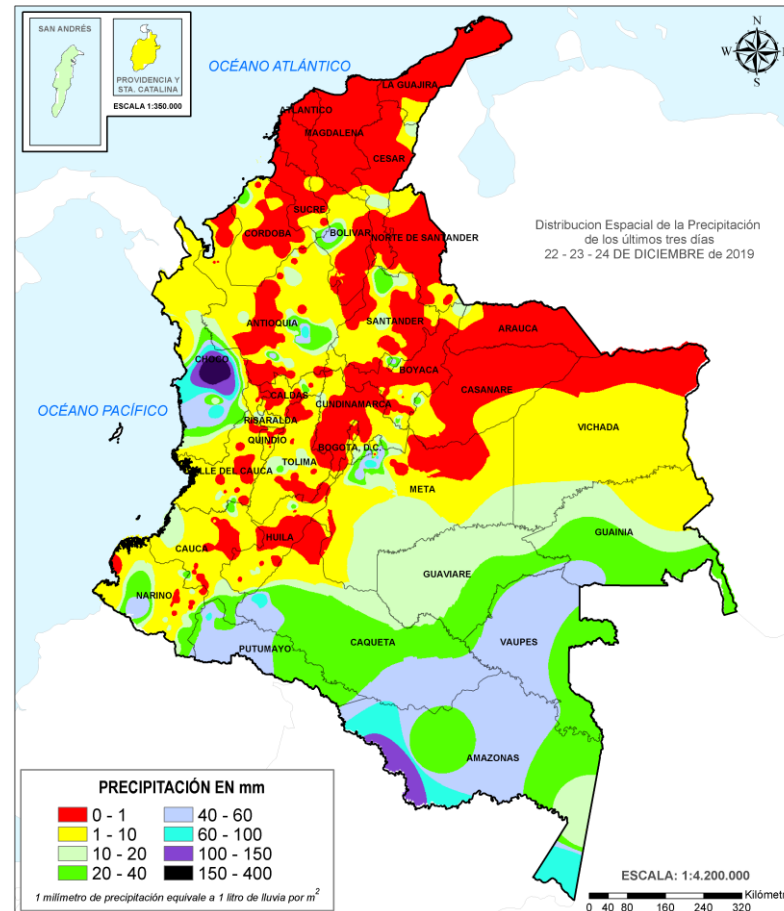 SAN ANDRÉS
PROVIDENCIA Y
STA. CATALINA
ESCALA 1:350.000
OCÉANO ATLÁNTICO
N
W
E
S
LA GUAJIRA
ATLANTICO
MAGDALENA
CESAR
SUCRE
CORDOBA
BOLIVAR
NORTE DE SANTANDER
Distribucion Espacial de la Precipitación
de los últimos tres días
22 - 23 - 24 DE DICIEMBRE de 2019
ANTIOQUIA
SANTANDER
ARAUCA
CHOCO
BOYACA
CASANARE
OCÉANO PACÍFICO
CALDAS
CUNDINAMARCA
RISARALDA
VICHADA
QUINDIO
BOGOTA, D.C.
TOLIMA
VALLE DEL CAUCA
META
GUAINIA
HUILA
CAUCA
GUAVIARE
NARINO
CAQUETA
VAUPES
PUTUMAYO
AMAZONAS
PRECIPITACIÓN EN mm
0 - 1
40 - 60
1 - 10
60 - 100
10 - 20
100 - 150
20 - 40
150 - 400
1 milímetro de precipitación equivale a 1 litro de lluvia por m²
ESCALA: 1:4.200.000
Kilómetr
0 40 80 160 240 320